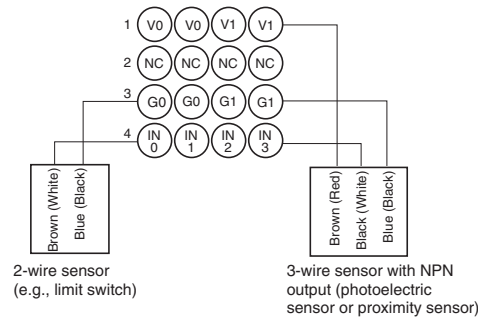 1 V0 V0 V1 V1
2 NC NC NC NC
3 G0 G0 G1 G1
4 IN 0 IN 1 IN 2 IN 3
Brown (White)
Blue (Black)
Brown (Red)
Black (White)
Blue (Black)
2-wire sensor
(e.g., limit switch)
3-wire sensor with NPN
output (photoelectric
sensor or proximity sensor)